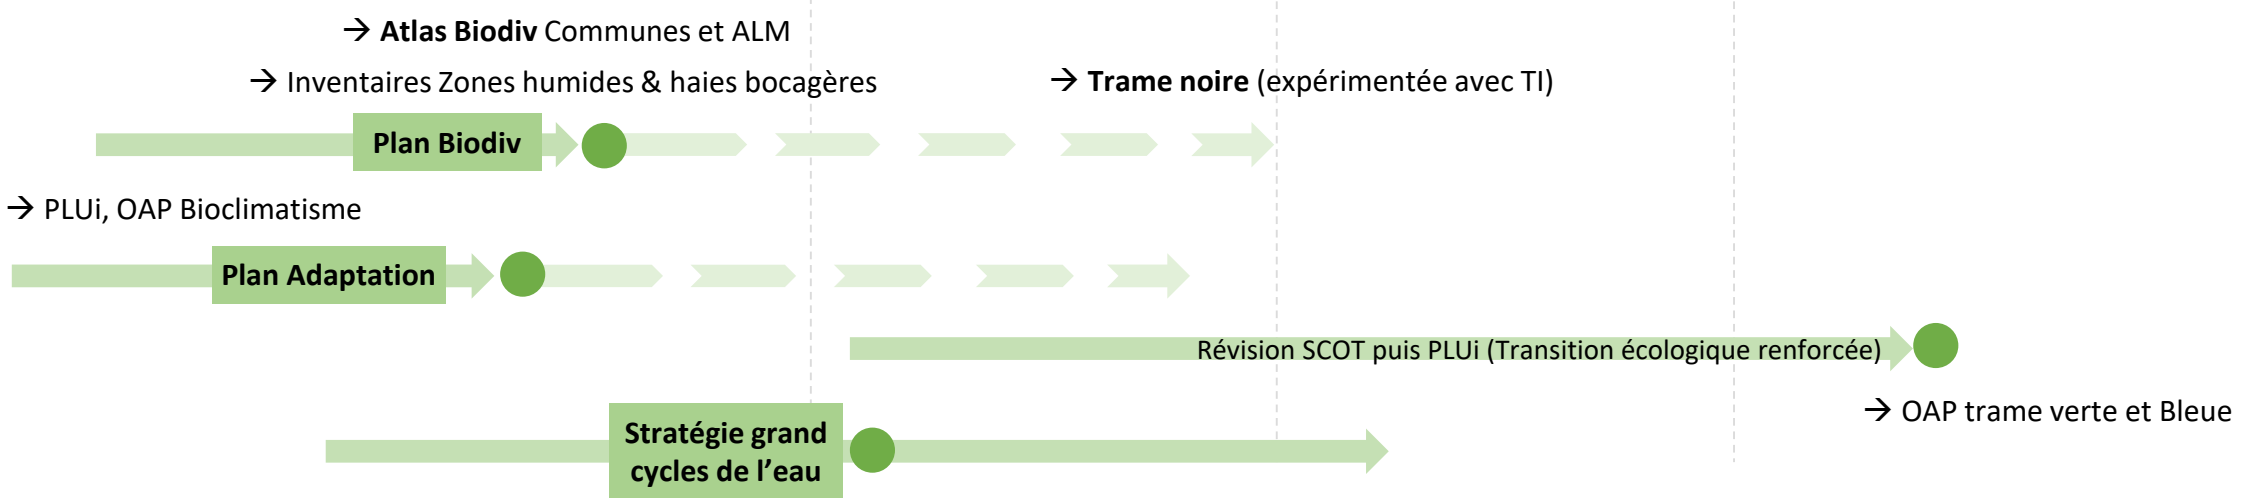 → Atlas Biodiv Communes et ALM
→ Inventaires Zones humides & haies bocagères
→ Trame noire (expérimentée avec TI)
Plan Biodiv
→ PLUi, OAP Bioclimatisme
Plan Adaptation
Révision SCOT puis PLUi (Transition écologique renforcée)
→ OAP trame verte et Bleue
Stratégie grand
cycles de l’eau